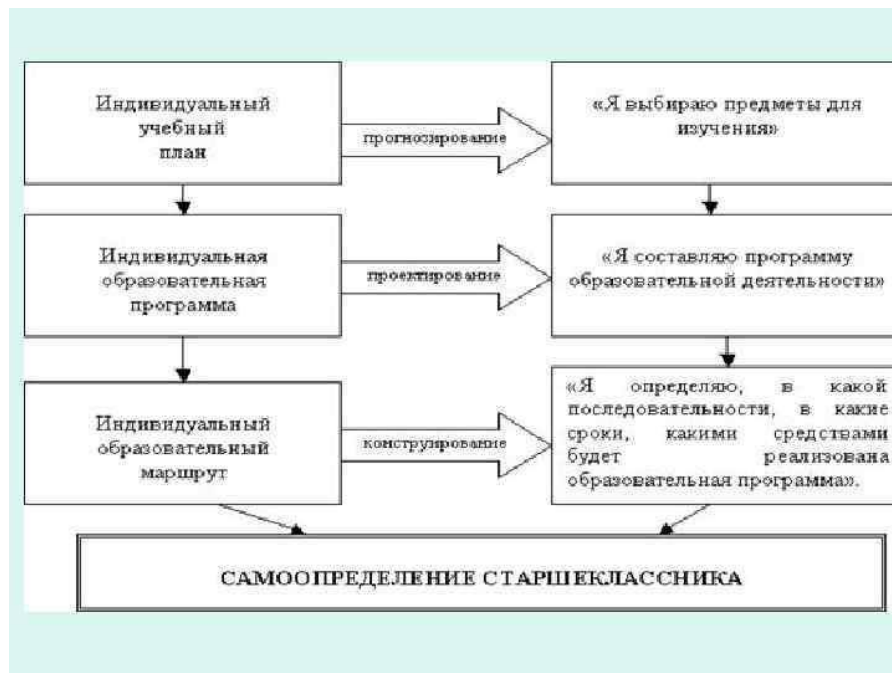 Индивидуальный
учебный
план
прогнозирование
«Я выбираю предметы для
изучения»
Индивидуальная
образовательная
программа
проектирование
«Я составляю программу
образовательной деятельности»
Индивидуальный
образовательный
маршрут
конструирование
«Я определяю, в какой
последовательности, в какие
сроки, какими средствами
будет реализована
образовательная программа».
САМООПРЕДЕЛЕНИЕ СТАРШЕКЛАССНИКА